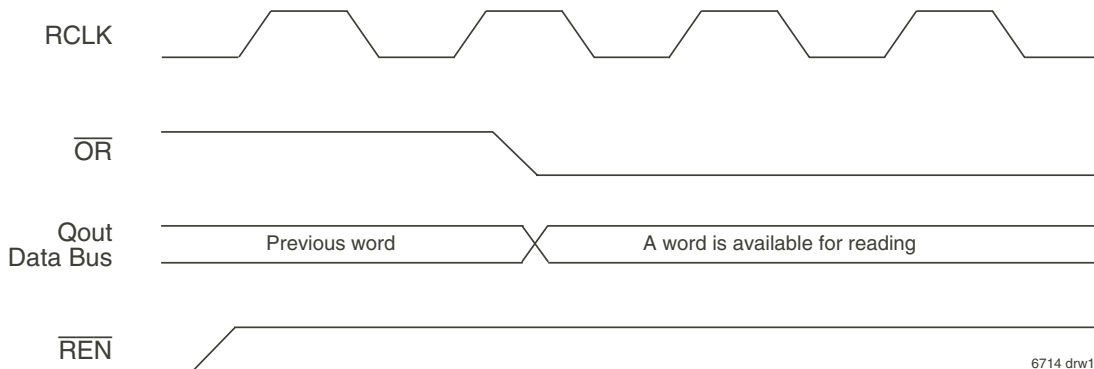 RCLK
OR
Qout
Data Bus
Previous word
A word is available for reading
REN
6714 drw1